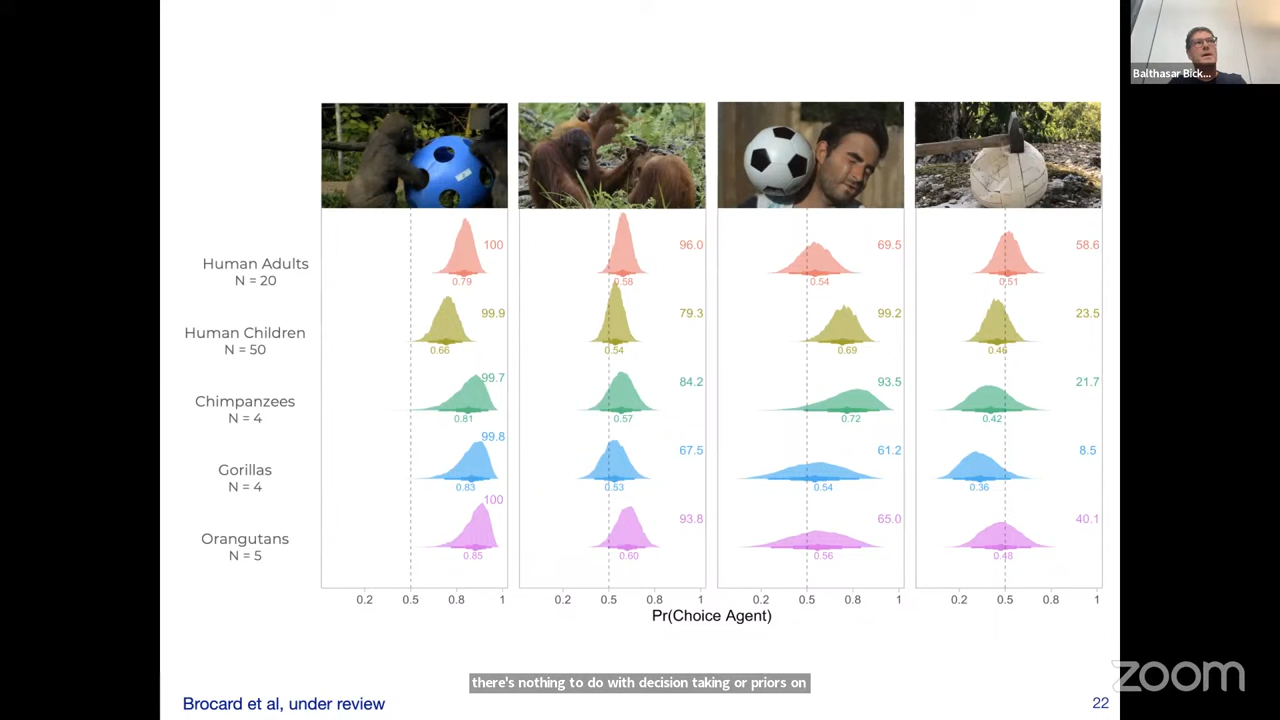 Balthasar Bick...
100 96.0 69.5 58.6
Human Adults
N = 20
0.79 0.58 0.54 0.51
99.9 79.3 99.2 23.5
Human Children
N = 50
0.66 0.54 0.69 0.46
99.7 84.2 93.5 21.7
Chimpanzees
N = 4
0.81 0.57 0.72 0.42
99.8 67.5 61.2 8.5
Gorillas
N = 4
0.83 0.53 0.54 0.36
100 93.8 65.0 40.1
Orangutans
N = 5
0.85 0.60 0.56 0.48
0.2 0.5 0.8 1 0.2 0.5 0.8 1 0.2 0.5 0.8 1 0.2 0.5 0.8 1
Pr(Choice Agent)
there's nothing to do with decision taking or priors on
zoom
Brocard et al, under review
22